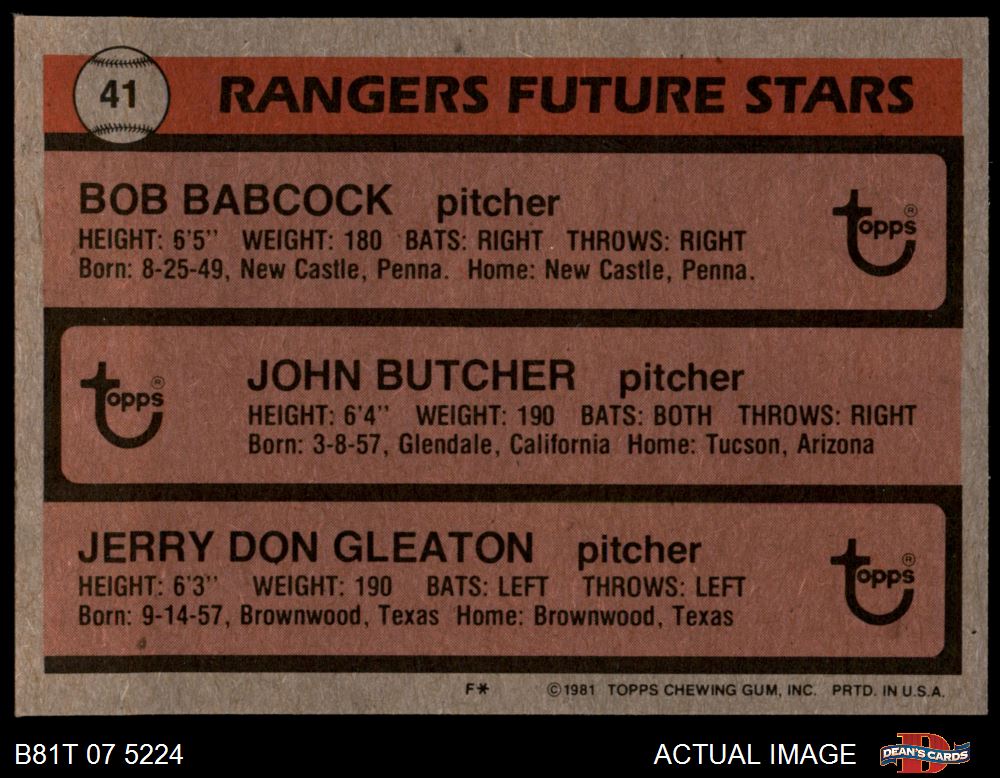 41
RANGERS FUTURE STARS
BOB BABCOCK pitcher
HEIGHT: 6'5" WEIGHT: 180 BATS: RIGHT THROWS: RIGHT
Born: 8-25-49, New Castle, Penna. Home: New Castle, Penna.
topps®
JOHN BUTCHER pitcher
HEIGHT: 6'4" WEIGHT: 190 BATS: BOTH THROWS: RIGHT
Born: 3-8-57, Glendale, California Home: Tucson, Arizona
topps®
JERRY DON GLEATON pitcher
HEIGHT: 6'3" WEIGHT: 190 BATS: LEFT THROWS: LEFT
Born: 9-14-57, Brownwood, Texas Home: Brownwood, Texas
topps®
F* ©1981 TOPPS CHEWING GUM, INC. PRTD. IN U.S.A.
B81T 07 5224 ACTUAL IMAGE D DEAN'S CARDS